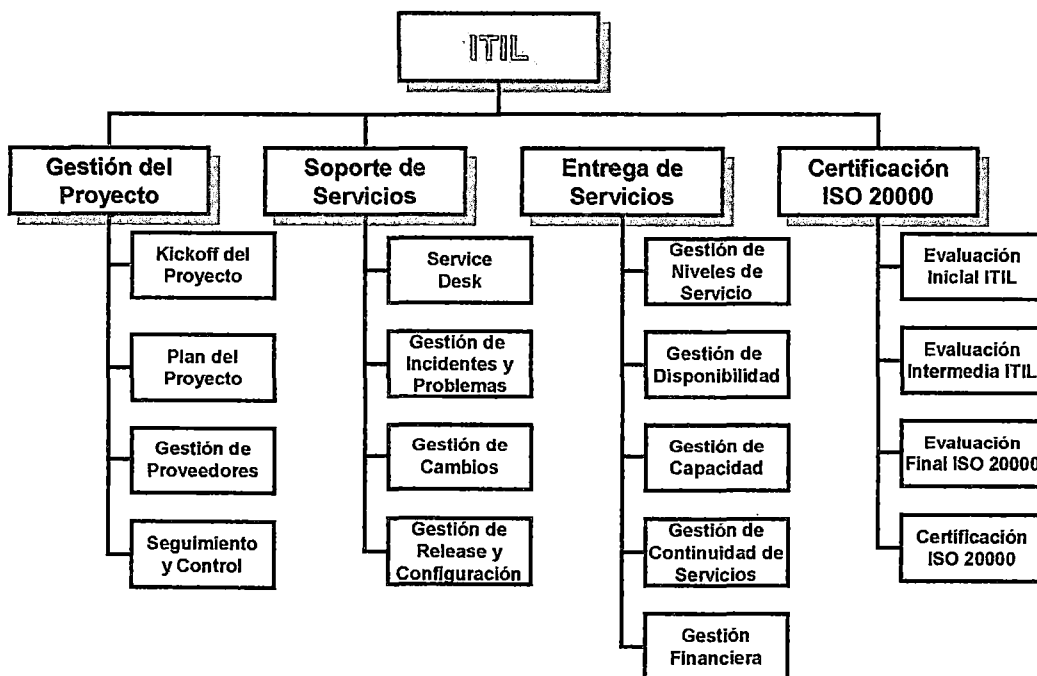 ITIL
Gestión del
Proyecto
Kickoff del
Proyecto
Plan del
Proyecto
Gestión de
Proveedores
Seguimiento
y Control
Soporte de
Servicios
Service
Desk
Gestión de
Incidentes y
Problemas
Gestión de
Cambios
Gestión de
Release y
Configuración
Entrega de
Servicios
Gestión de
Niveles de
Servicio
Gestión de
Disponibilidad
Gestión de
Capacidad
Gestión de
Continuidad de
Servicios
Gestión
Financiera
Certificación
ISO 20000
Evaluación
Inicial ITIL
Evaluación
Intermedia ITIL
Evaluación
Final ISO 20000
Certificación
ISO 20000